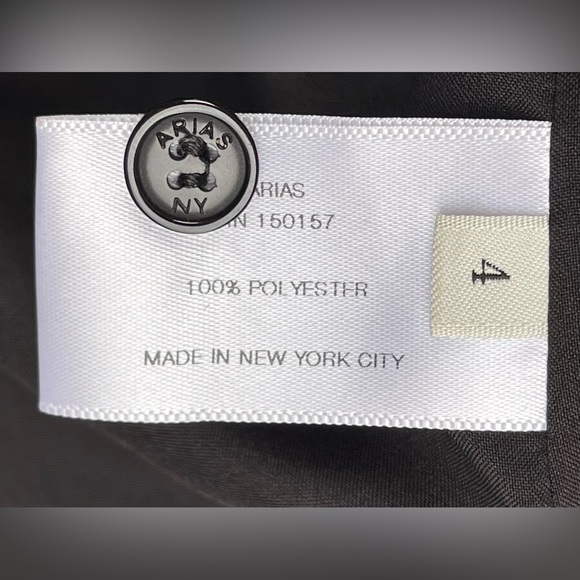 ARIAS
NY
ARIAS
N 150157
100% POLYESTER
MADE IN NEW YORK CITY
4